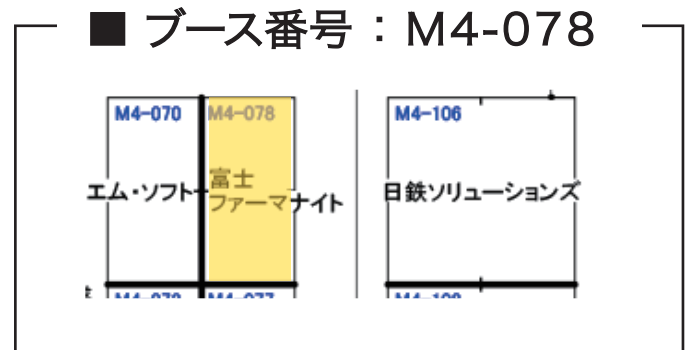 ■ ブース番号：M4-078
M4-070
M4-078
M4-106
エム・ソフト
富士
ファーマナイト
日鉄ソリューションズ